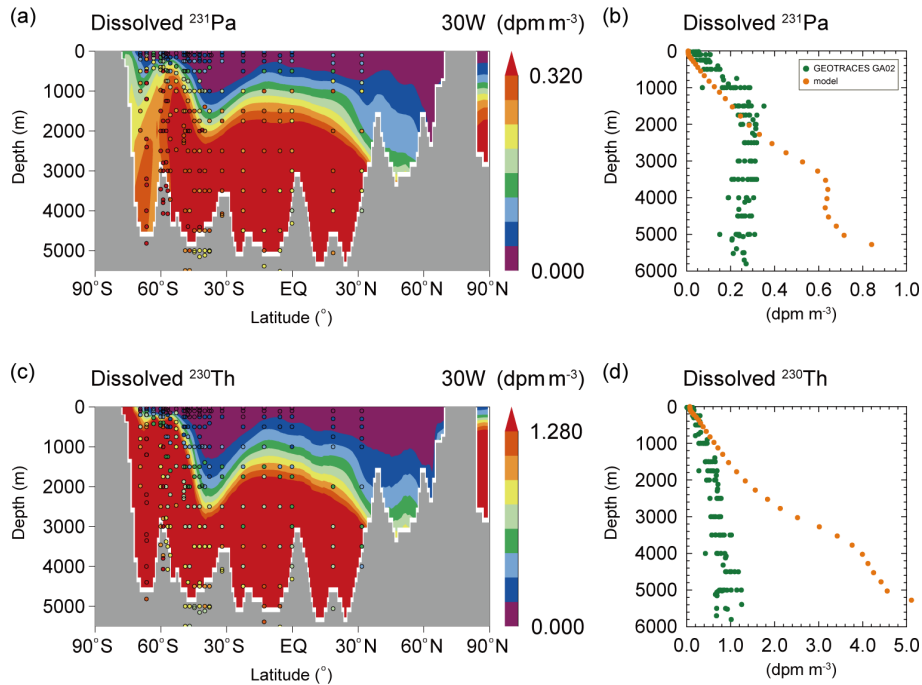 (a) Dissolved ²³¹Pa 30W (dpm m⁻³)
0
1000
2000
3000
4000
5000
Depth (m)
90°S 60°S 30°S EQ 30°N 60°N 90°N
Latitude (°)
0.320
0.000
(b) Dissolved ²³¹Pa
0
1000
2000
3000
4000
5000
6000
Depth (m)
GEOTRACES GA02
model
0.0 0.2 0.4 0.6 0.8 1.0
(dpm m⁻³)
(c) Dissolved ²³⁰Th 30W (dpm m⁻³)
0
1000
2000
3000
4000
5000
Depth (m)
90°S 60°S 30°S EQ 30°N 60°N 90°N
Latitude (°)
1.280
0.000
(d) Dissolved ²³⁰Th
0
1000
2000
3000
4000
5000
6000
Depth (m)
0.0 1.0 2.0 3.0 4.0 5.0
(dpm m⁻³)